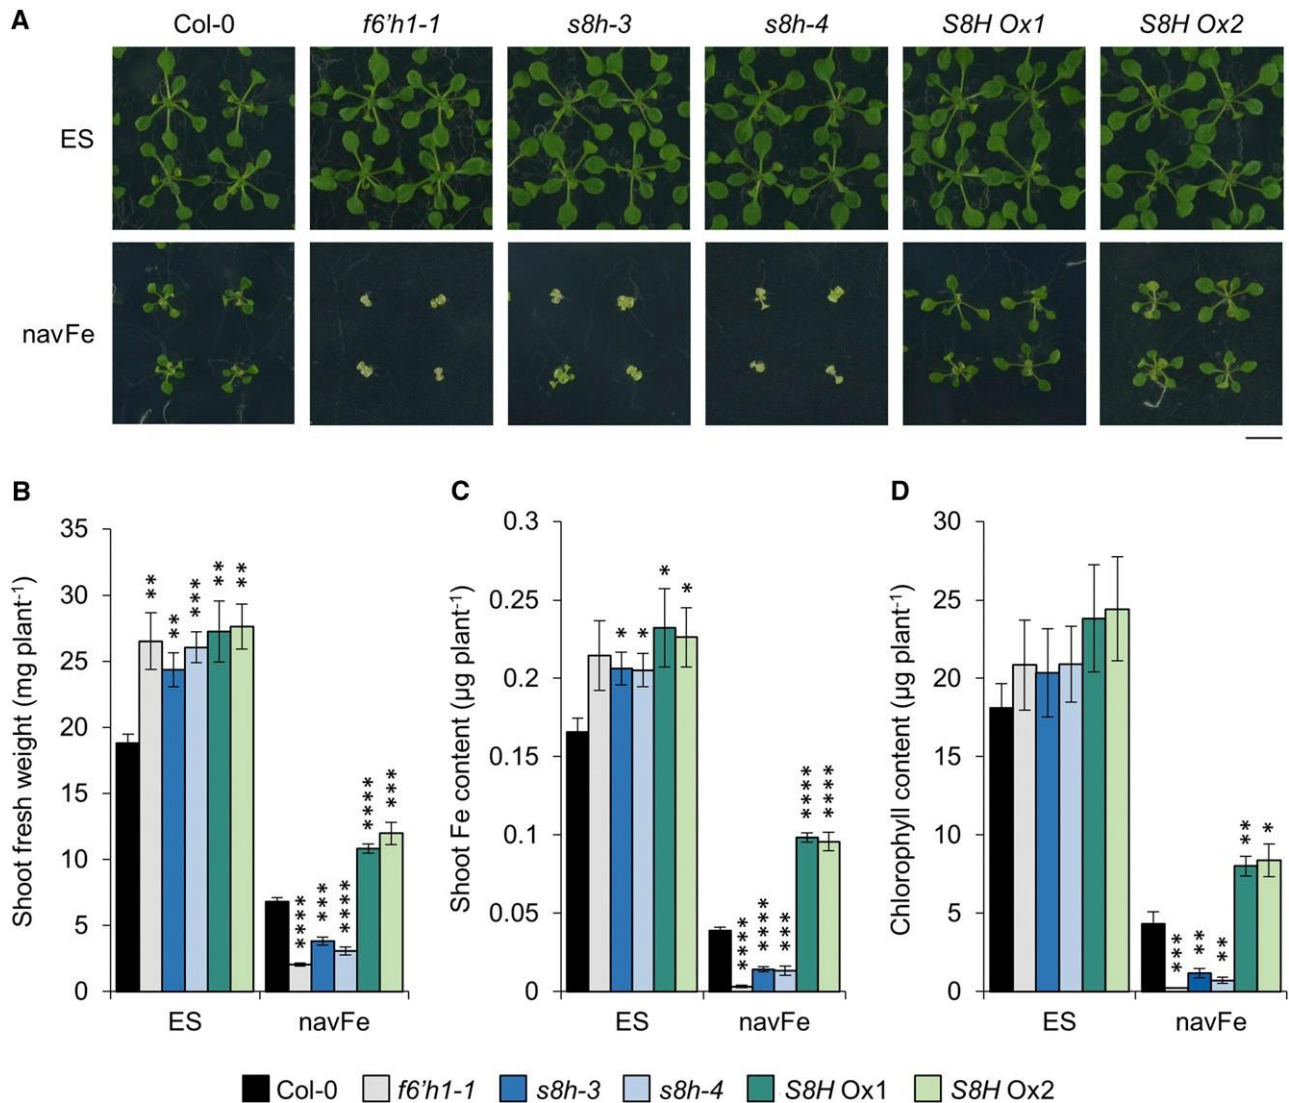 A
Col-0 f6'h1-1 s8h-3 s8h-4 S8H Ox1 S8H Ox2
ES
navFe
B C D
Shoot fresh weight (mg plant⁻¹)
35
30
25
20
15
10
5
0
** ** *** ** **
**** *** **** **** ***
ES navFe
Shoot Fe content (µg plant⁻¹)
0.3
0.25
0.2
0.15
0.1
0.05
0
* * * *
**** **** *** **** ****
ES navFe
Chlorophyll content (µg plant⁻¹)
30
25
20
15
10
5
0
*** ** ** ** *
ES navFe
Col-0 f6'h1-1 s8h-3 s8h-4 S8H Ox1 S8H Ox2